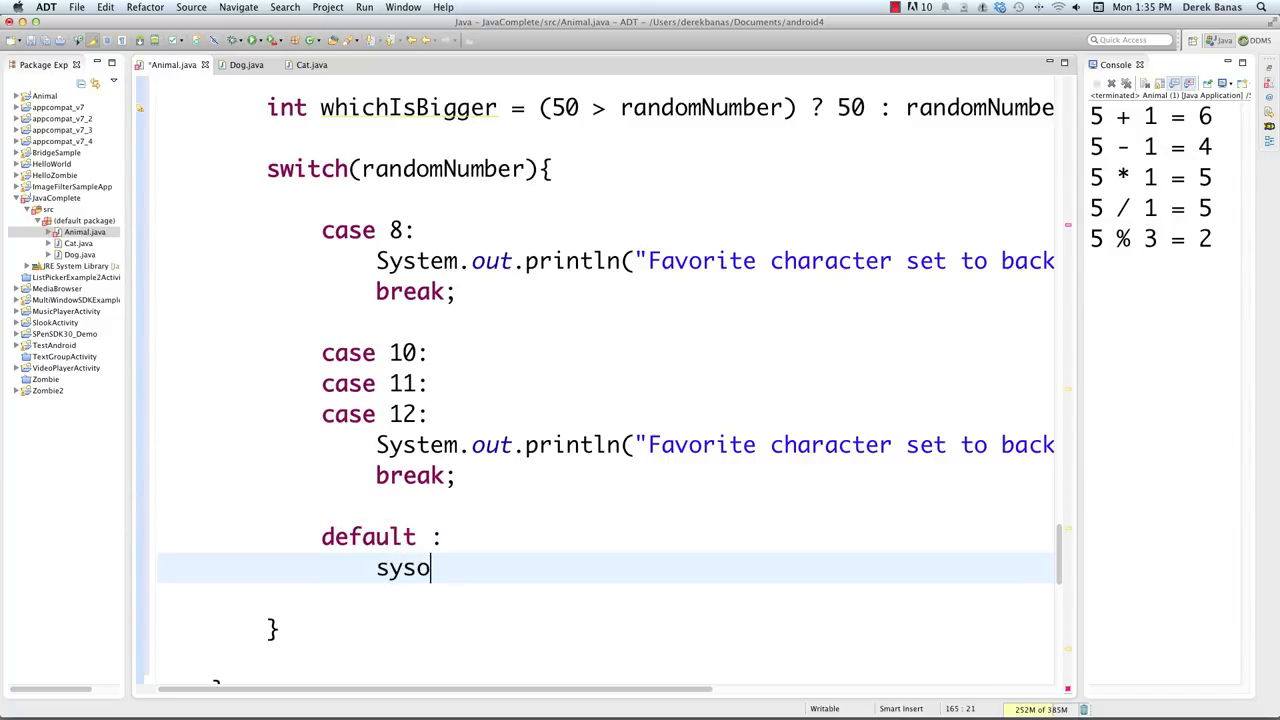 ADT File Edit Refactor Source Navigate Search Project Run Window Help 10 Mon 1:35 PM Derek Banas
Java - JavaComplete/src/Animal.java - ADT - /Users/derekbanas/Documents/android4
Quick Access Java DDMS
Package Exp
Animal
appcompat_v7
appcompat_v7_2
appcompat_v7_3
appcompat_v7_4
BridgeSample
HelloWorld
HelloZombie
ImageFilterSampleApp
JavaComplete
src
(default package)
Animal.java
Cat.java
Dog.java
JRE System Library [Ja
ListPickerExample2Activi
MediaBrowser
MultiWindowSDKExample
MusicPlayerActivity
SlookActivity
SPenSDK30_Demo
TestAndroid
TextGroupActivity
VideoPlayerActivity
Zombie
Zombie2
*Animal.java Dog.java Cat.java
int whichIsBigger = (50 > randomNumber) ? 50 : randomNumbe
switch(randomNumber){
case 8:
System.out.println("Favorite character set to back
break;
case 10:
case 11:
case 12:
System.out.println("Favorite character set to back
break;
default :
syso
}
Console
<terminated> Animal (1) [Java Application] /S
5 + 1 = 6
5 - 1 = 4
5 * 1 = 5
5 / 1 = 5
5 % 3 = 2
Writable Smart Insert 165 : 21 252M of 385M